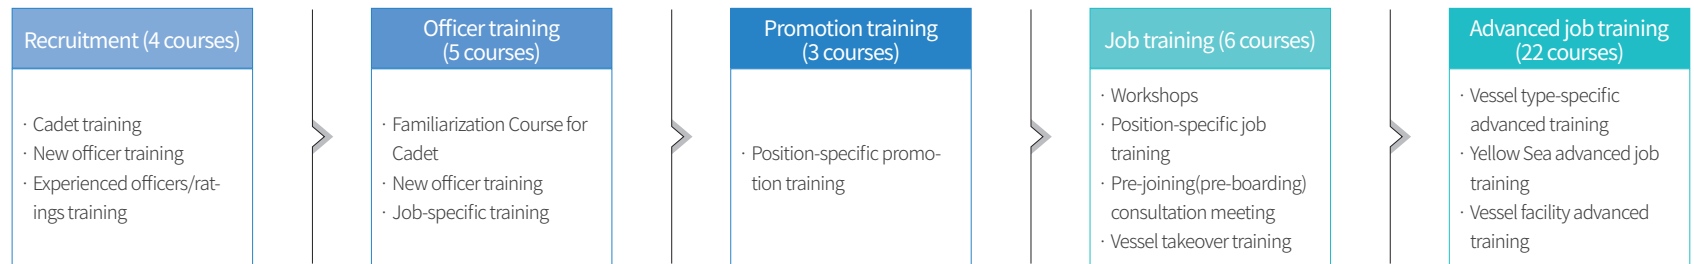 Recruitment (4 courses)
· Cadet training
· New officer training
· Experienced officers/rat-
ings training
Officer training
(5 courses)
· Familiarization Course for
Cadet
· New officer training
· Job-specific training
Promotion training
(3 courses)
· Position-specific promo-
tion training
Job training (6 courses)
· Workshops
· Position-specific job
training
· Pre-joining(pre-boarding)
consultation meeting
· Vessel takeover training
Advanced job training
(22 courses)
· Vessel type-specific
advanced training
· Yellow Sea advanced job
training
· Vessel facility advanced
training